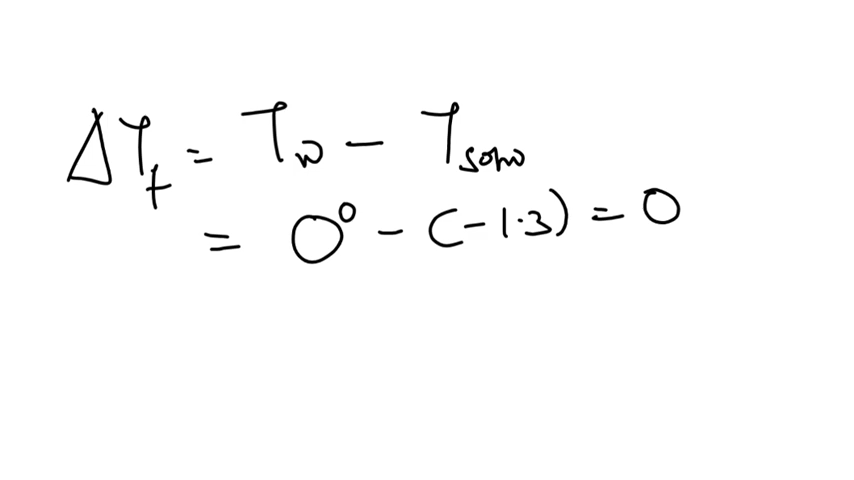 ΔT_f = T_w − T_soln
= 0° − (−1.3) = 0